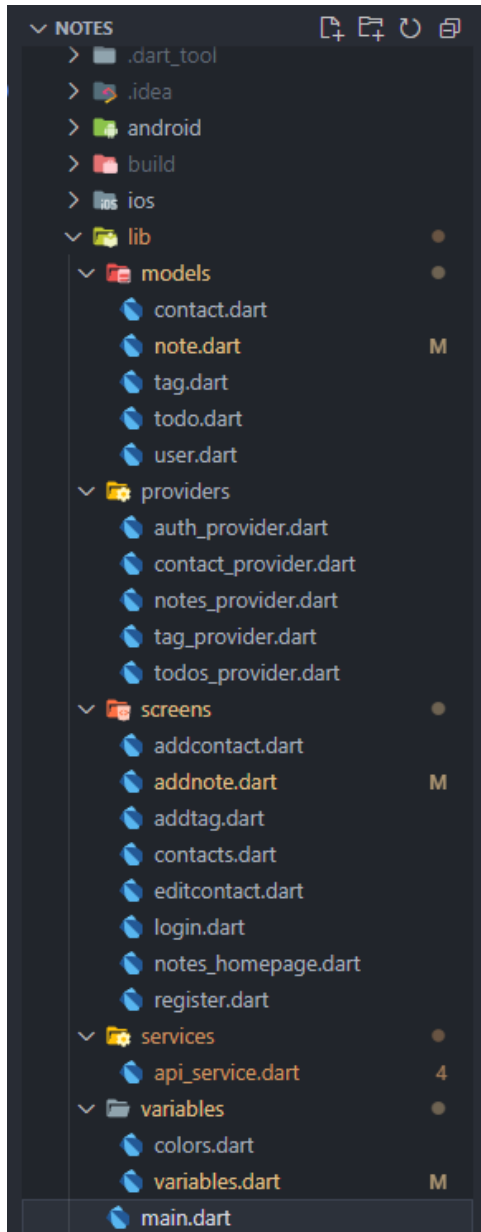 NOTES
.dart_tool
.idea
android
build
ios
lib
models
contact.dart
note.dart M
tag.dart
todo.dart
user.dart
providers
auth_provider.dart
contact_provider.dart
notes_provider.dart
tag_provider.dart
todos_provider.dart
screens
addcontact.dart
addnote.dart M
addtag.dart
contacts.dart
editcontact.dart
login.dart
notes_homepage.dart
register.dart
services
api_service.dart 4
variables
colors.dart
variables.dart M
main.dart